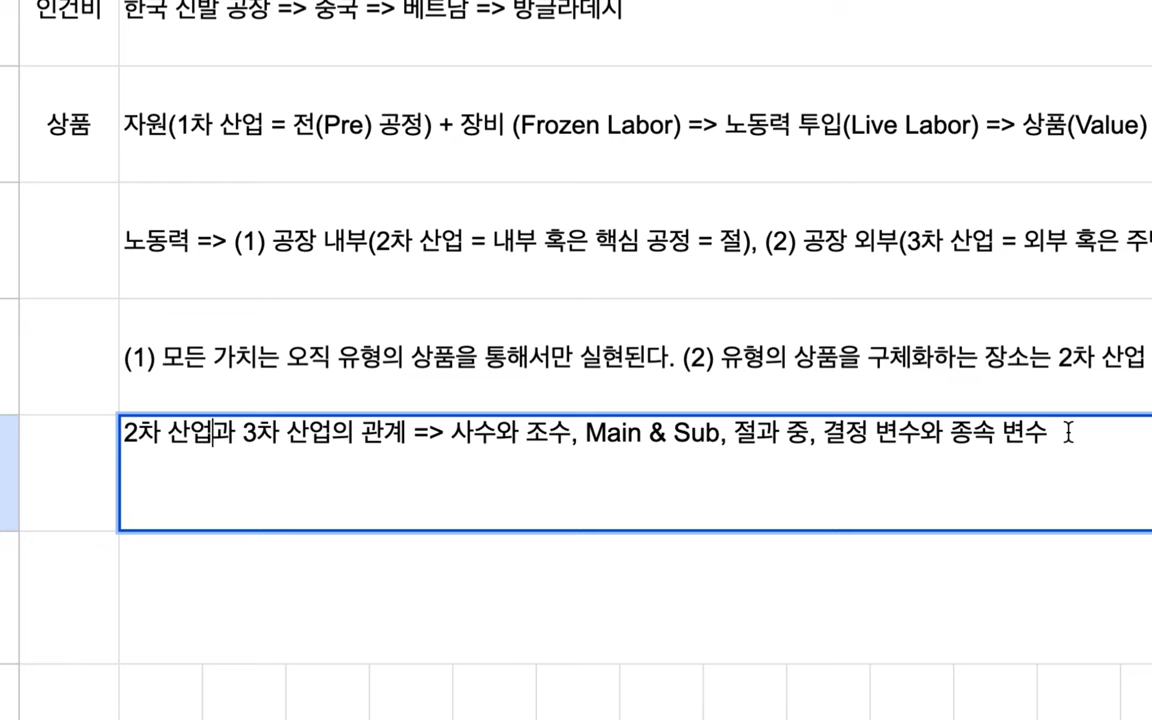 인건비 한국 신발 공장 => 중국 => 베트남 => 방글라데시
상품 자원(1차 산업 = 전(Pre) 공정) + 장비 (Frozen Labor) => 노동력 투입(Live Labor) => 상품(Value)
노동력 => (1) 공장 내부(2차 산업 = 내부 혹은 핵심 공정 = 절), (2) 공장 외부(3차 산업 = 외부 혹은
(1) 모든 가치는 오직 유형의 상품을 통해서만 실현된다. (2) 유형의 상품을 구체화하는 장소는 2차 산업
2차 산업과 3차 산업의 관계 => 사수와 조수, Main & Sub, 절과 중, 결정 변수와 종속 변수